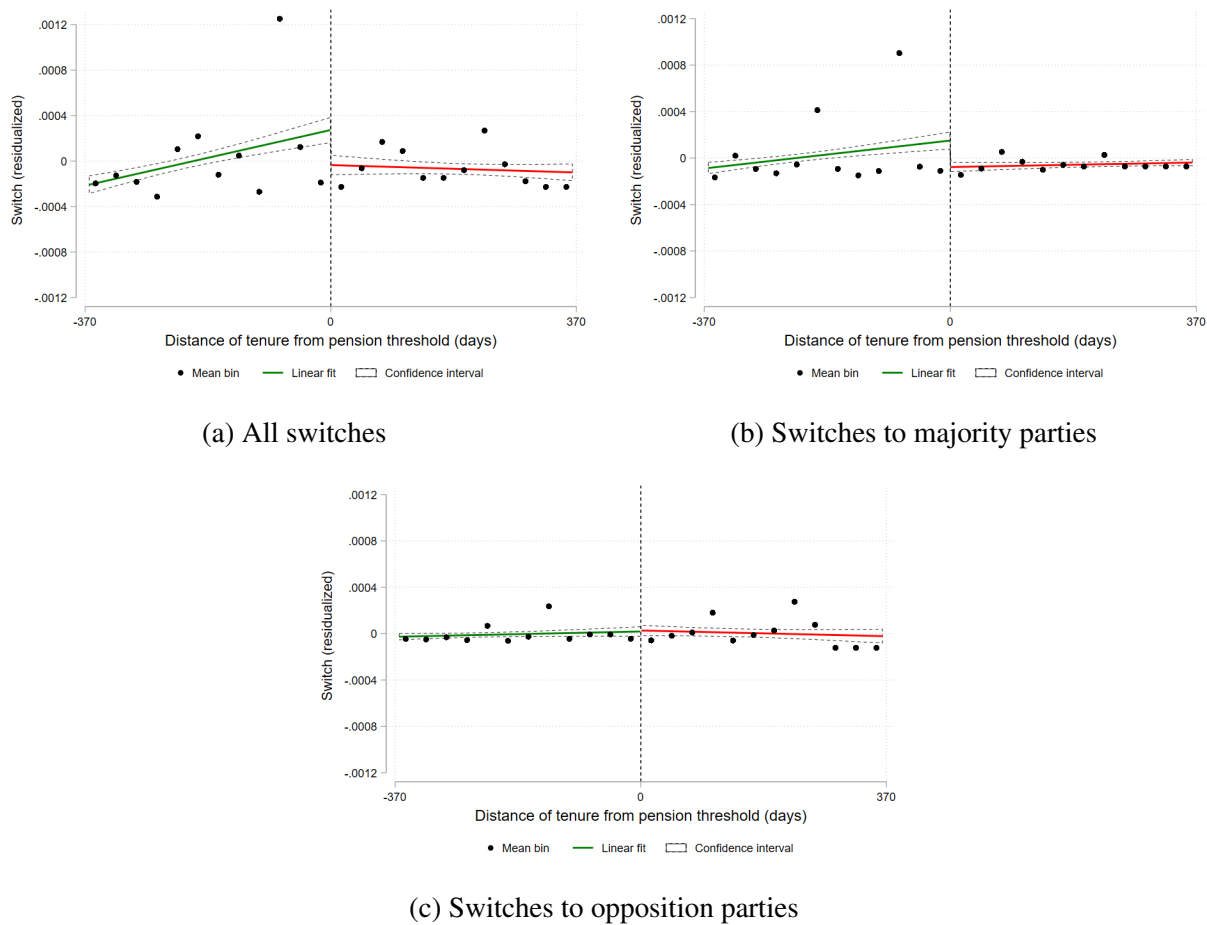 .0012
.0008
.0004
0
-.0004
-.0008
-.0012
Switch (residualized)
-370
0
370
Distance of tenure from pension threshold (days)
Mean bin
Linear fit
Confidence interval
(a) All switches
.0012
.0008
.0004
0
-.0004
-.0008
-.0012
Switch (residualized)
-370
0
370
Distance of tenure from pension threshold (days)
Mean bin
Linear fit
Confidence interval
(b) Switches to majority parties
.0012
.0008
.0004
0
-.0004
-.0008
-.0012
Switch (residualized)
-370
0
370
Distance of tenure from pension threshold (days)
Mean bin
Linear fit
Confidence interval
(c) Switches to opposition parties